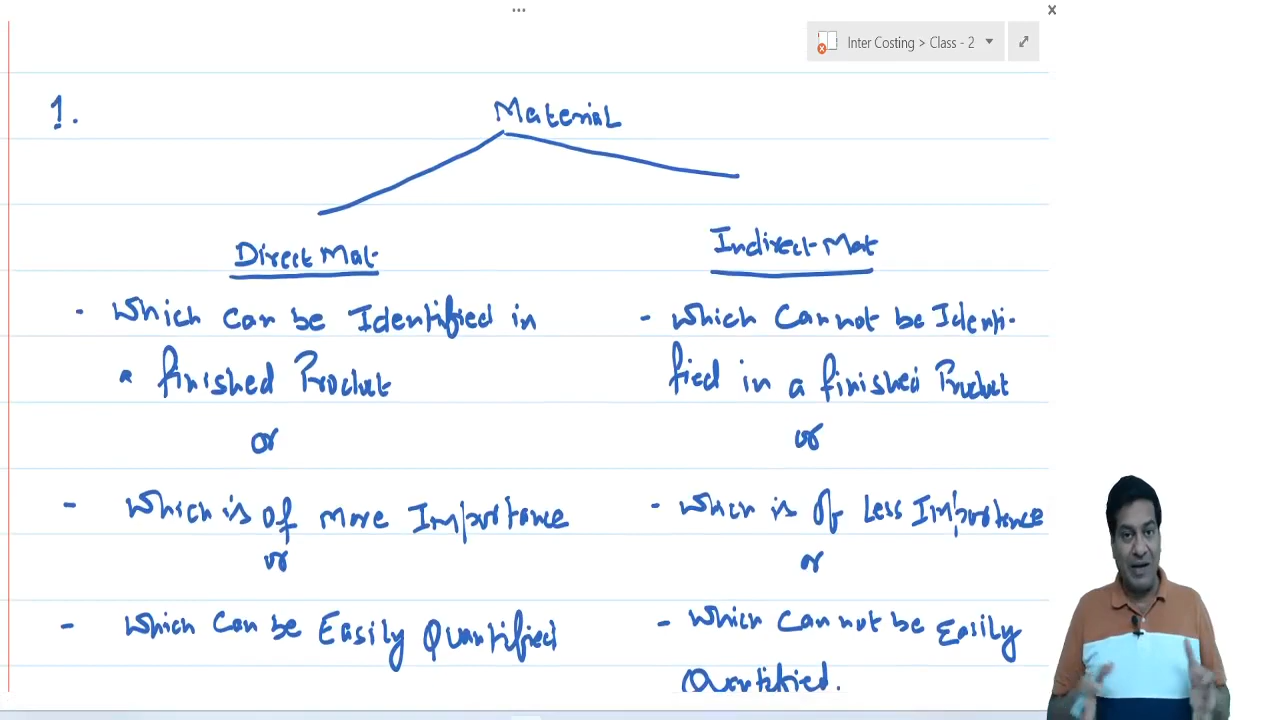 Inter Costing > Class - 2
1.
Material
Direct Mat.
Indirect Mat
- Which can be Identified in
a finished Product
or
- Which is of More Importance
or
- Which Can be Easily Quantified
- Which Cannot be Identi-
fied in a finished Product
or
- Which is of Less Importance
or
- Which Cannot be Easily
Quantified.